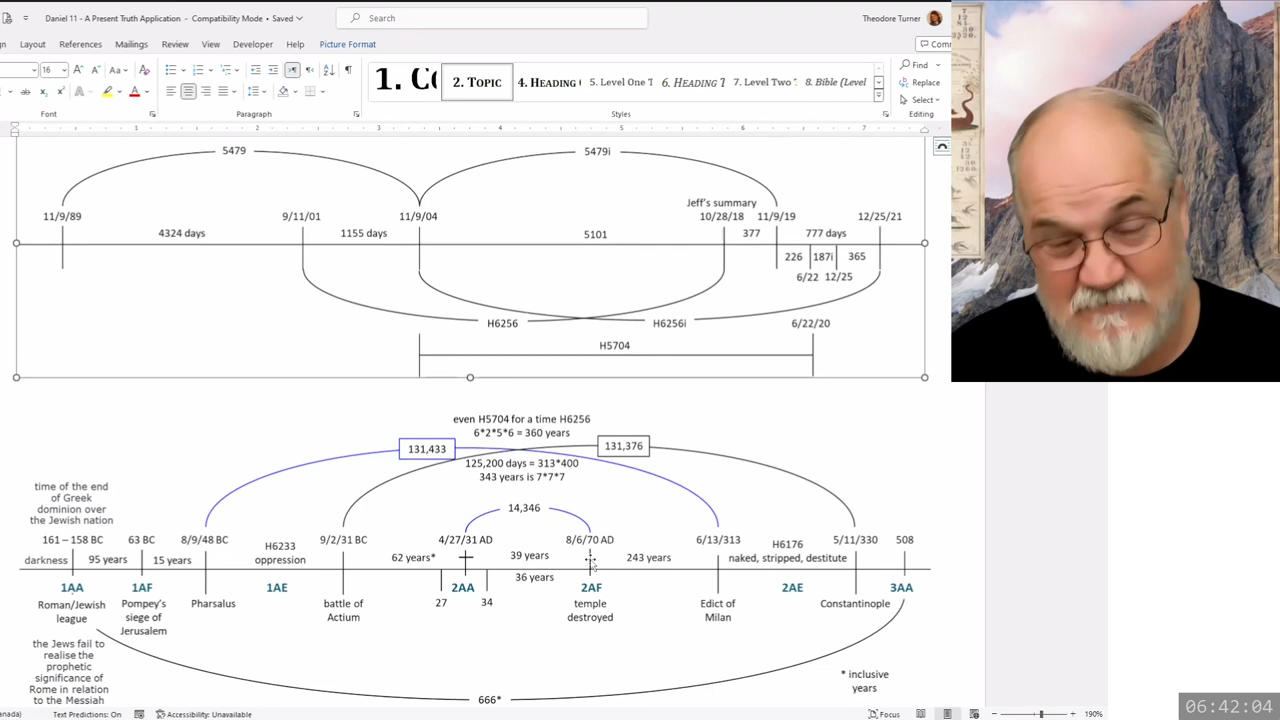 Daniel 11 - A Present Truth Application - Compatibility Mode • Saved
Search
Theodore Turner
Layout References Mailings Review View Developer Help Picture Format
16
Aa
1. Co
2. Topic
4. Heading
5. Level One
6. Heading
7. Level Two
8. Bible (Level
Find
Replace
Select
Font Paragraph Styles Editing
1 2 3 4 5 6 7
5479 5479i
Jeff's summary
11/9/89 9/11/01 11/9/04 10/28/18 11/9/19 12/25/21
4324 days 1155 days 5101 377 777 days
226 187i 365
6/22 12/25
H6256 H6256i 6/22/20
H5704
even H5704 for a time H6256
6*2*5*6 = 360 years
131,433 131,376
125,200 days = 313*400
343 years is 7*7*7
14,346
time of the end
of Greek
dominion over
the Jewish nation
161 – 158 BC 63 BC 8/9/48 BC 9/2/31 BC 4/27/31 AD 8/6/70 AD 6/13/313 5/11/330 508
darkness 95 years 15 years H6233 oppression 62 years* 39 years 243 years H6176 naked, stripped, destitute
36 years
1AA 1AF 1AE 2AA 2AF 2AE 3AA
27 34
Roman/Jewish league
Pompey's siege of Jerusalem
Pharsalus
battle of Actium
temple destroyed
Edict of Milan
Constantinople
the Jews fail to
realise the
prophetic
significance of
Rome in relation
to the Messiah
666*
* inclusive
years
06:42:04
anada) Text Predictions: On Accessibility: Unavailable Focus 190%